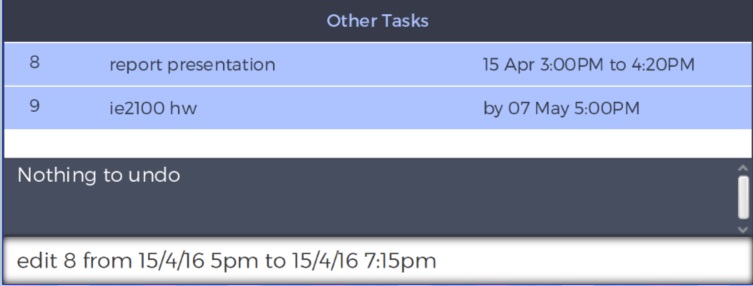 Other Tasks
8 report presentation 15 Apr 3:00PM to 4:20PM
9 ie2100 hw by 07 May 5:00PM
Nothing to undo
edit 8 from 15/4/16 5pm to 15/4/16 7:15pm